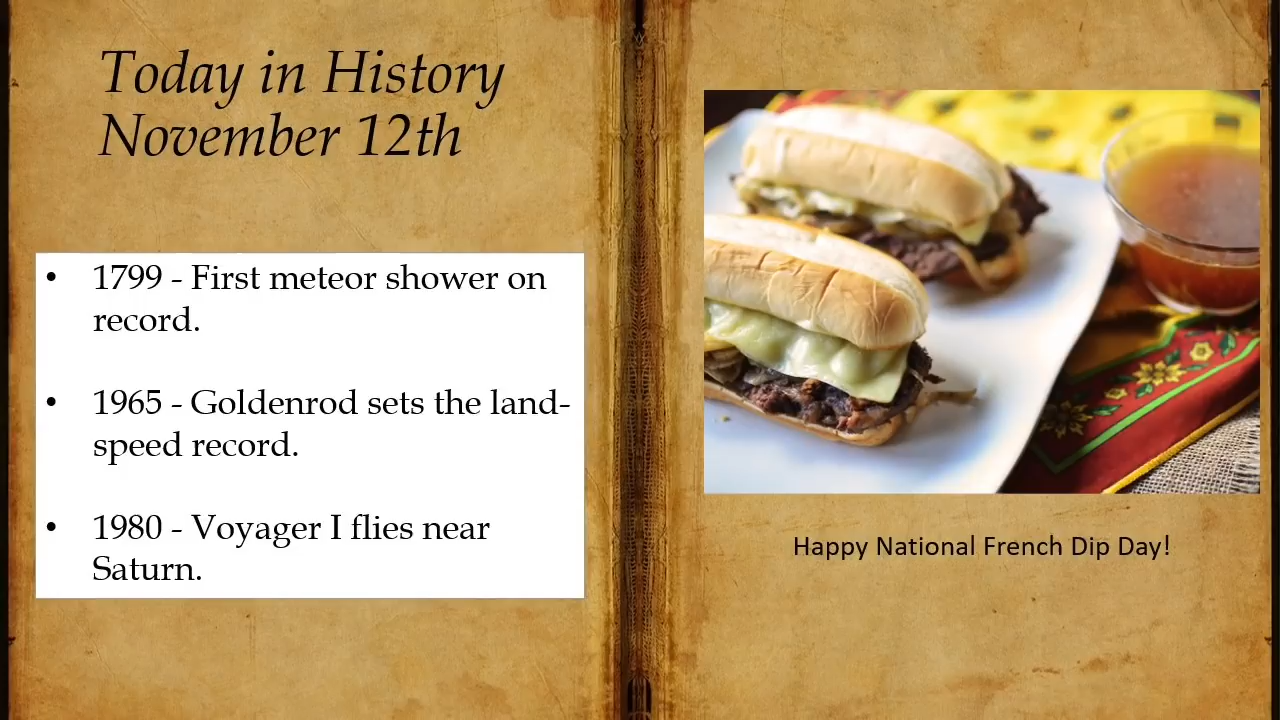 Today in History
November 12th
• 1799 - First meteor shower on
record.
• 1965 - Goldenrod sets the land-
speed record.
• 1980 - Voyager I flies near
Saturn.
Happy National French Dip Day!